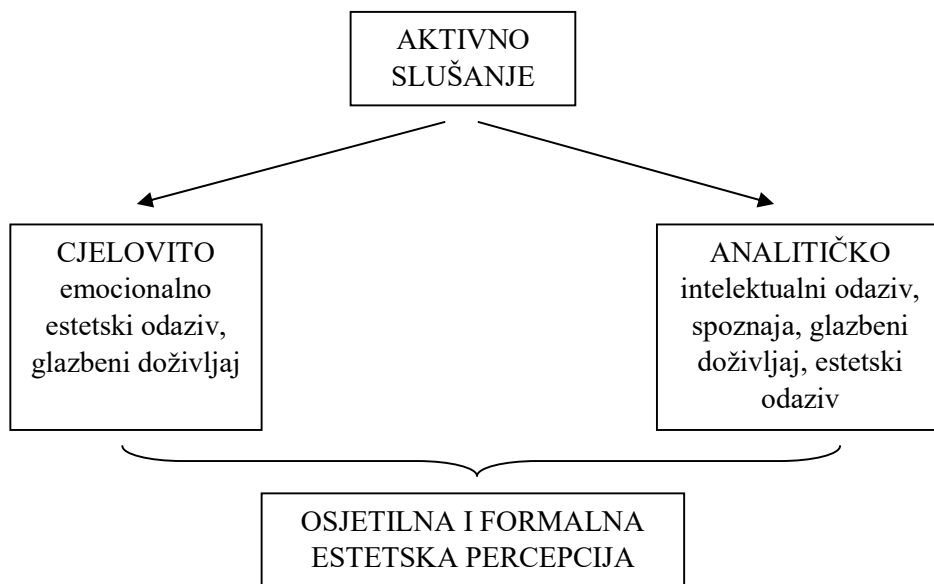 AKTIVNO
SLUŠANJE
CJELOVITO
emocionalno
estetski odaziv,
glazbeni doživljaj
ANALITIČKO
intelektualni odaziv,
spoznaja, glazbeni
doživljaj, estetski
odaziv
OSJETILNA I FORMALNA
ESTETSKA PERCEPCIJA